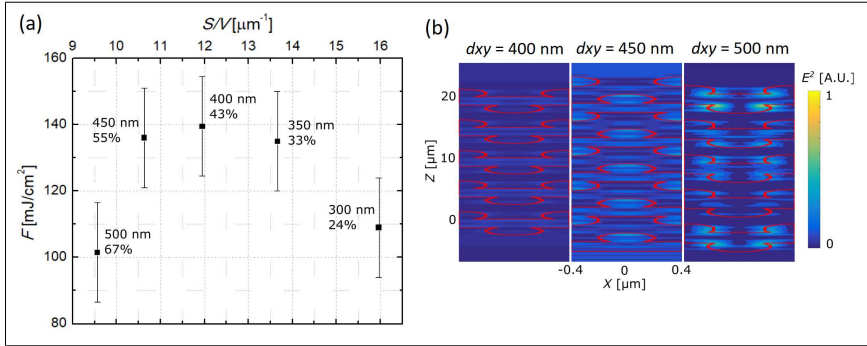 (a)
S/V [μm⁻¹]
9 10 11 12 13 14 15 16
160
140
120
100
80
F [mJ/cm²]
450 nm
55%
400 nm
43%
350 nm
33%
300 nm
24%
500 nm
67%
(b)
dxy = 400 nm dxy = 450 nm dxy = 500 nm
E² [A.U.]
1
0
20
10
0
Z [μm]
-0.4 0 0.4
X [μm]